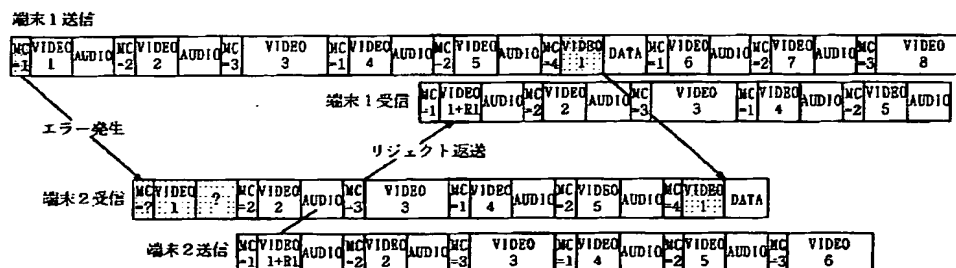 端末1送信
MC=1 VIDEO 1 AUDIO MC=2 VIDEO 2 AUDIO MC=3 VIDEO 3 AUDIO MC=1 VIDEO 4 AUDIO MC=2 VIDEO 5 AUDIO MC=4 VIDEO 1 DATA MC=1 VIDEO 6 AUDIO MC=2 VIDEO 7 AUDIO MC=3 VIDEO 8
端末1受信 MC=1 VIDEO 1+R1 AUDIO MC=2 VIDEO 2 AUDIO MC=3 VIDEO 3 AUDIO MC=1 VIDEO 4 AUDIO MC=2 VIDEO 5 AUDIO
エラー発生
リジェクト返送
端末2受信 MC=? VIDEO 1 ? MC=2 VIDEO 2 AUDIO MC=3 VIDEO 3 AUDIO MC=1 VIDEO 4 AUDIO MC=2 VIDEO 5 AUDIO MC=4 VIDEO 1 DATA
端末2送信 MC=1 VIDEO 1+R1 AUDIO MC=2 VIDEO 2 AUDIO MC=3 VIDEO 3 AUDIO MC=1 VIDEO 4 AUDIO MC=2 VIDEO 5 AUDIO MC=3 VIDEO 6